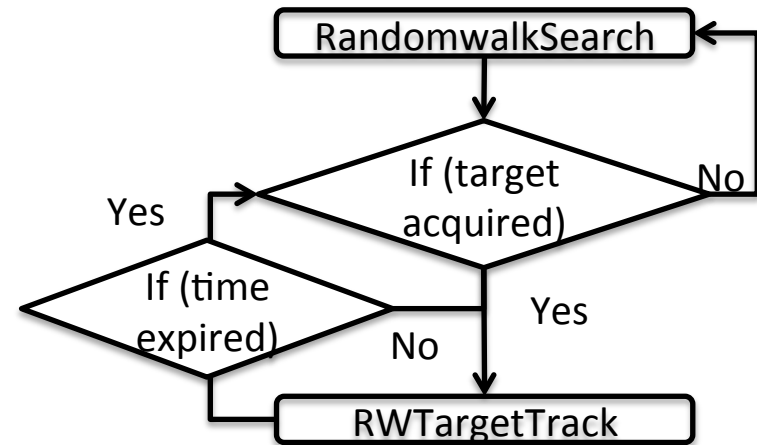 RandomwalkSearch
If (target
acquired)
No
Yes
If (time
expired)
Yes
No
RWTargetTrack